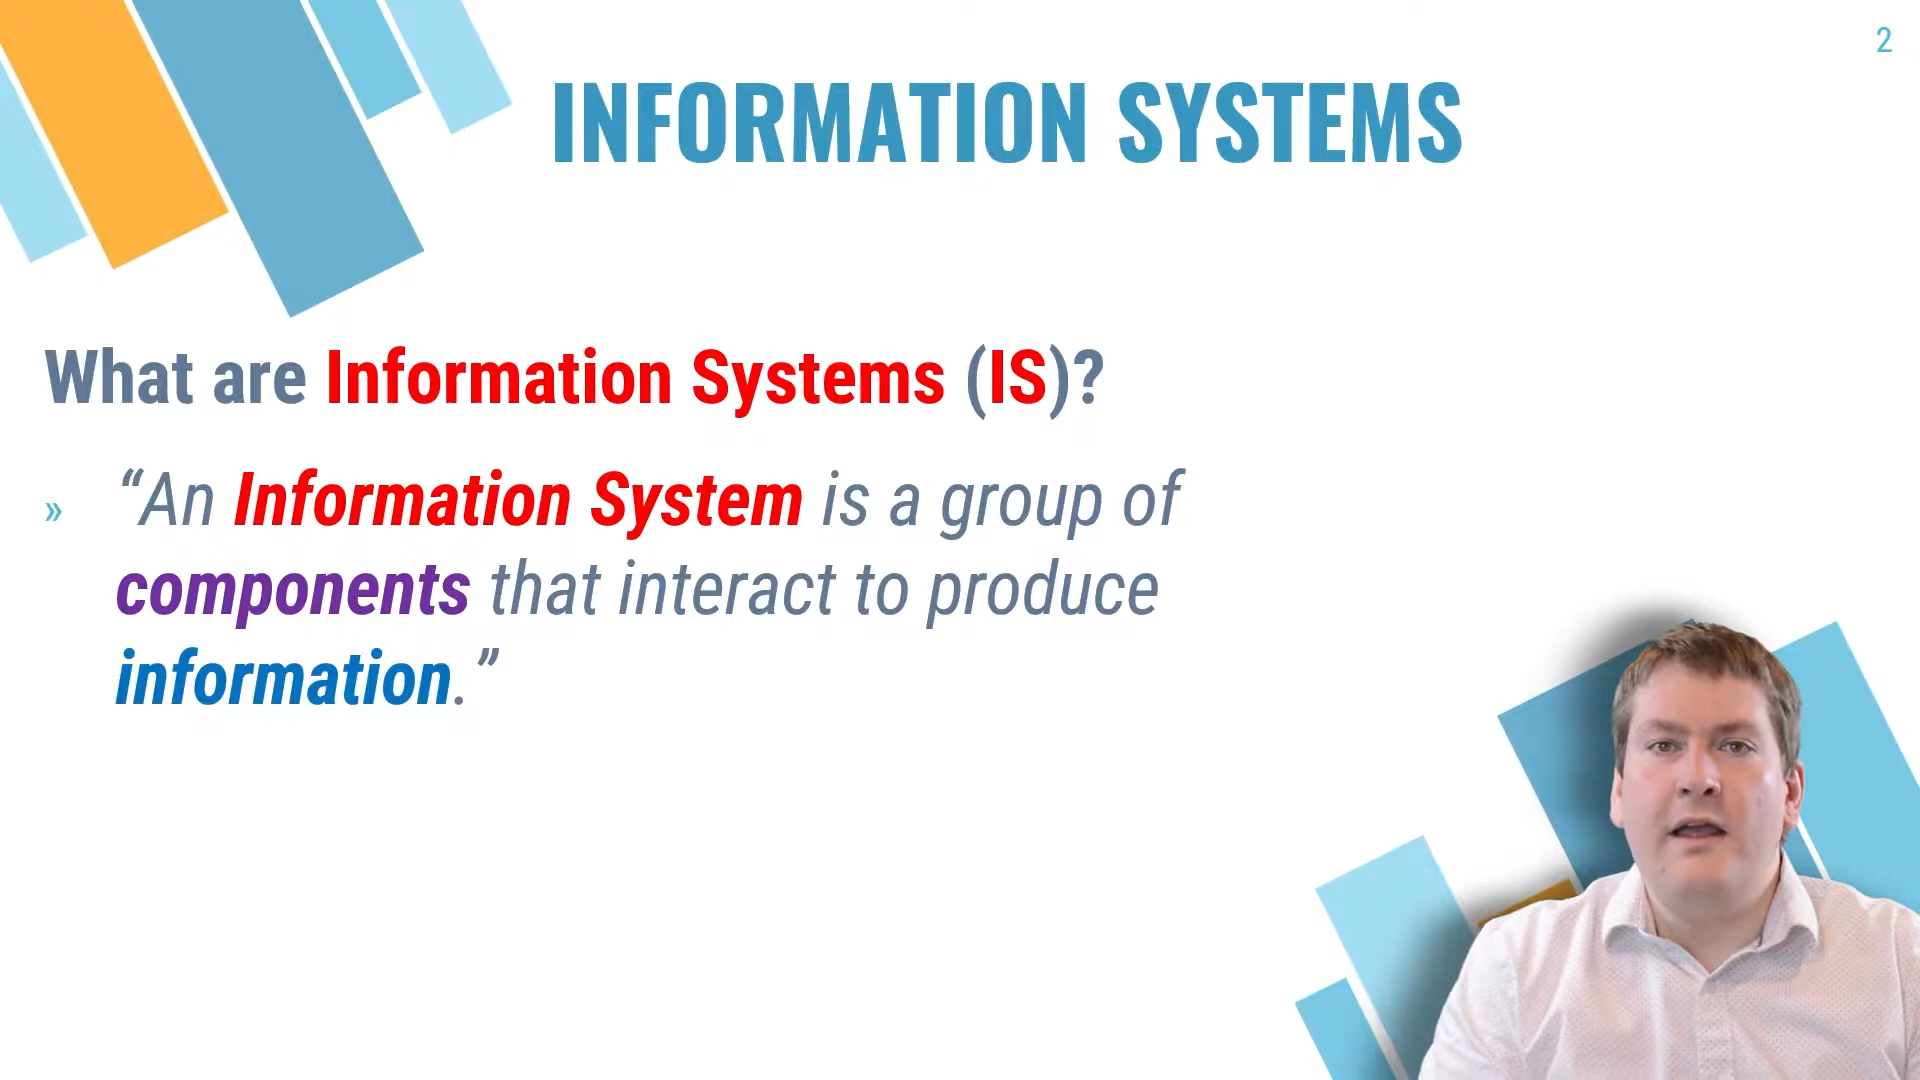 2
INFORMATION SYSTEMS
What are Information Systems (IS)?
» “An Information System is a group of
components that interact to produce
information.”